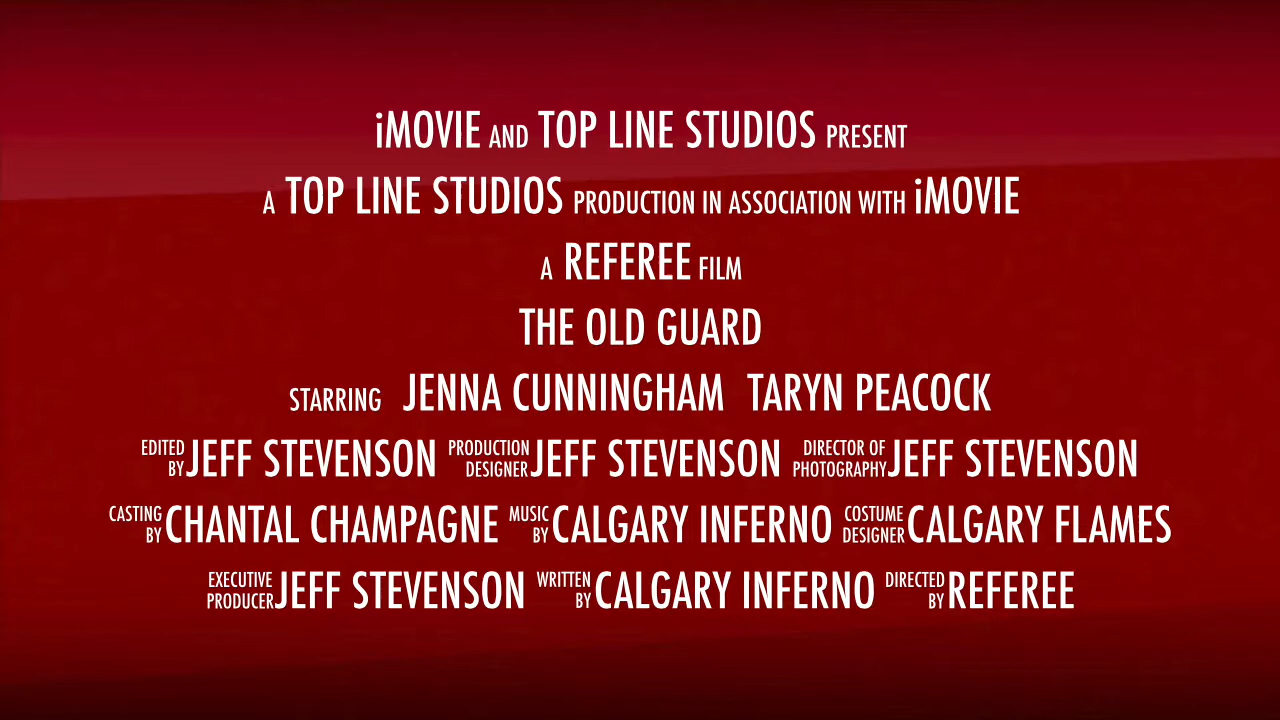 iMOVIE AND TOP LINE STUDIOS PRESENT
A TOP LINE STUDIOS PRODUCTION IN ASSOCIATION WITH iMOVIE
A REFEREE FILM
THE OLD GUARD
STARRING JENNA CUNNINGHAM TARYN PEACOCK
EDITED BY JEFF STEVENSON PRODUCTION DESIGNER JEFF STEVENSON DIRECTOR OF PHOTOGRAPHY JEFF STEVENSON
CASTING BY CHANTAL CHAMPAGNE MUSIC BY CALGARY INFERNO COSTUME DESIGNER CALGARY FLAMES
EXECUTIVE PRODUCER JEFF STEVENSON WRITTEN BY CALGARY INFERNO DIRECTED BY REFEREE